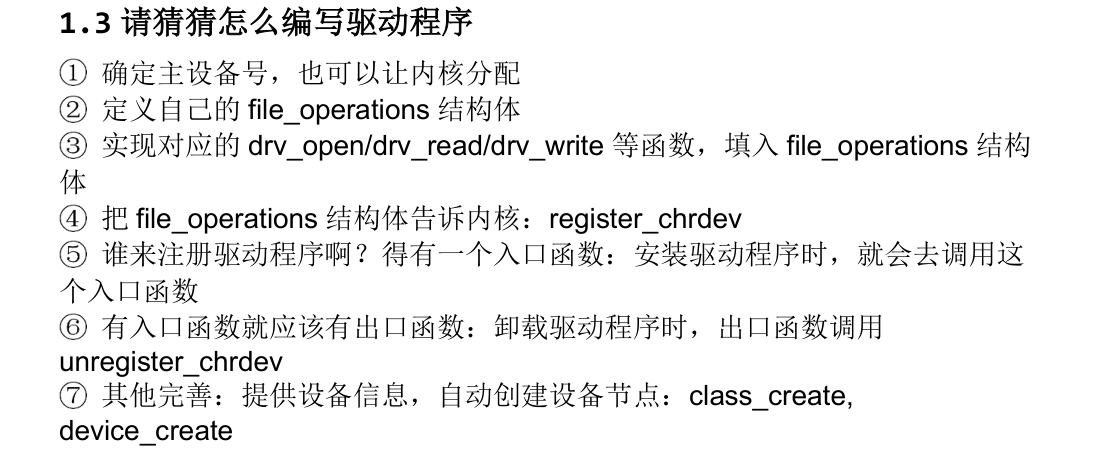 1.3 请猜猜怎么编写驱动程序
① 确定主设备号，也可以让内核分配
② 定义自己的 file_operations 结构体
③ 实现对应的 drv_open/drv_read/drv_write 等函数，填入 file_operations 结构
体
④ 把 file_operations 结构体告诉内核：register_chrdev
⑤ 谁来注册驱动程序啊？得有一个入口函数：安装驱动程序时，就会去调用这
个入口函数
⑥ 有入口函数就应该有出口函数：卸载驱动程序时，出口函数调用
unregister_chrdev
⑦ 其他完善：提供设备信息，自动创建设备节点：class_create,
device_create